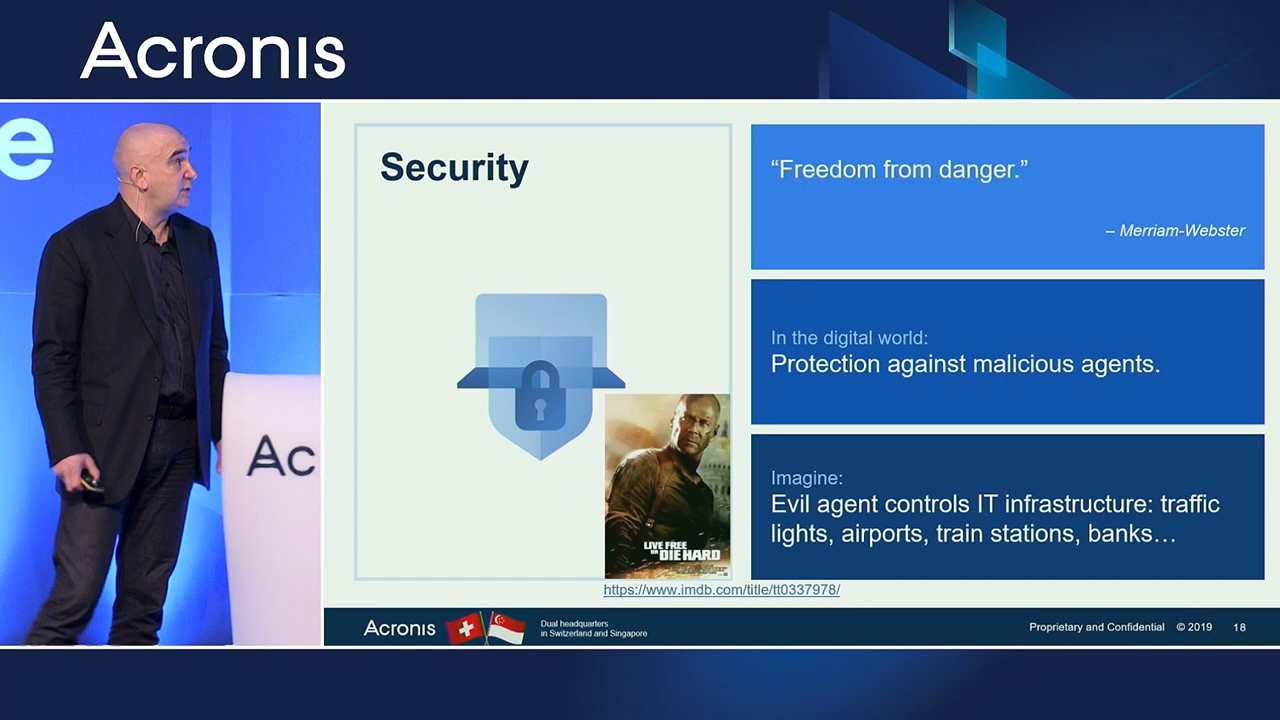 Acronis
e
Ac
Security
“Freedom from danger.”
– Merriam-Webster
In the digital world:
Protection against malicious agents.
Imagine:
Evil agent controls IT infrastructure: traffic
lights, airports, train stations, banks…
LIVE FREE
OR DIE HARD
https://www.imdb.com/title/tt0337978/
Acronis
Dual headquarters
in Switzerland and Singapore
Proprietary and Confidential © 2019 18